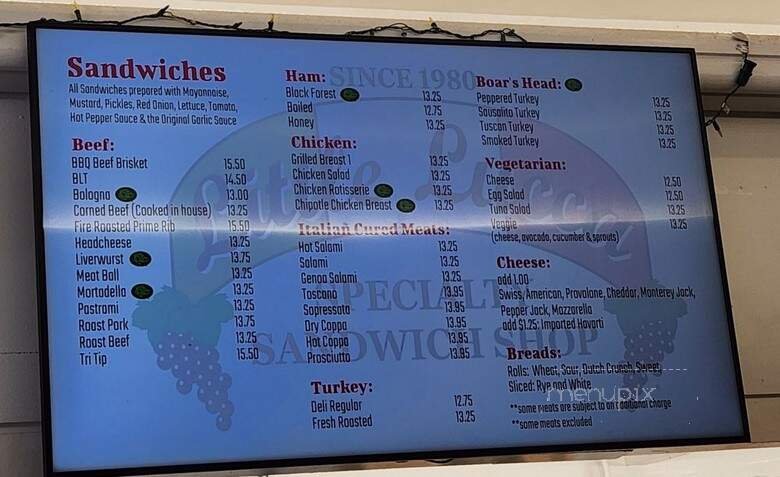 Sandwiches
All Sandwiches prepared with Mayonnaise,
Mustard, Pickles, Red Onion, Lettuce, Tomato,
Hot Pepper Sauce & the Original Garlic Sauce
Beef:
BBQ Beef Brisket 15.50
BLT 14.50
Bologna 13.00
Corned Beef (Cooked in house) 13.25
Fire Roasted Prime Rib 15.50
Headcheese 13.25
Liverwurst 13.75
Meat Ball 13.25
Mortadella 13.25
Pastrami 13.25
Roast Pork 13.75
Roast Beef 13.25
Tri Tip 15.50
SINCE 1980
Ham:
Black Forest 13.25
Boiled 12.75
Honey 13.25
Chicken:
Grilled Breast 1 13.25
Chicken Salad 13.25
Chicken Rotisserie 13.25
Chipotle Chicken Breast 13.25
Italian Cured Meats:
Hot Salami 13.25
Salami 13.25
Genoa Salami 13.25
Toscano 13.95
Sopressata 13.95
Dry Coppa 13.95
Hot Coppa 13.95
Prosciutto 13.95
Turkey:
Deli Regular 12.75
Fresh Roasted 13.25
Boar's Head:
Peppered Turkey 13.25
Sausalito Turkey 13.25
Tuscan Turkey 13.25
Smoked Turkey 13.25
Vegetarian:
Cheese 12.50
Egg Salad 12.50
Tuna Salad 13.25
Veggie 13.25
(cheese, avocado, cucumber & sprouts)
Cheese:
add 1.00
Swiss, American, Provolone, Cheddar, Monterey Jack,
Pepper Jack, Mozzarella
add $1.25: Imported Havarti
Breads:
Rolls: Wheat, Sour, Dutch Crunch, Sweet
Sliced: Rye and White
**some meats are subject to an additional charge
**some meats excluded
Little Lucca
SPECIALTY
SANDWICH SHOP
menupix